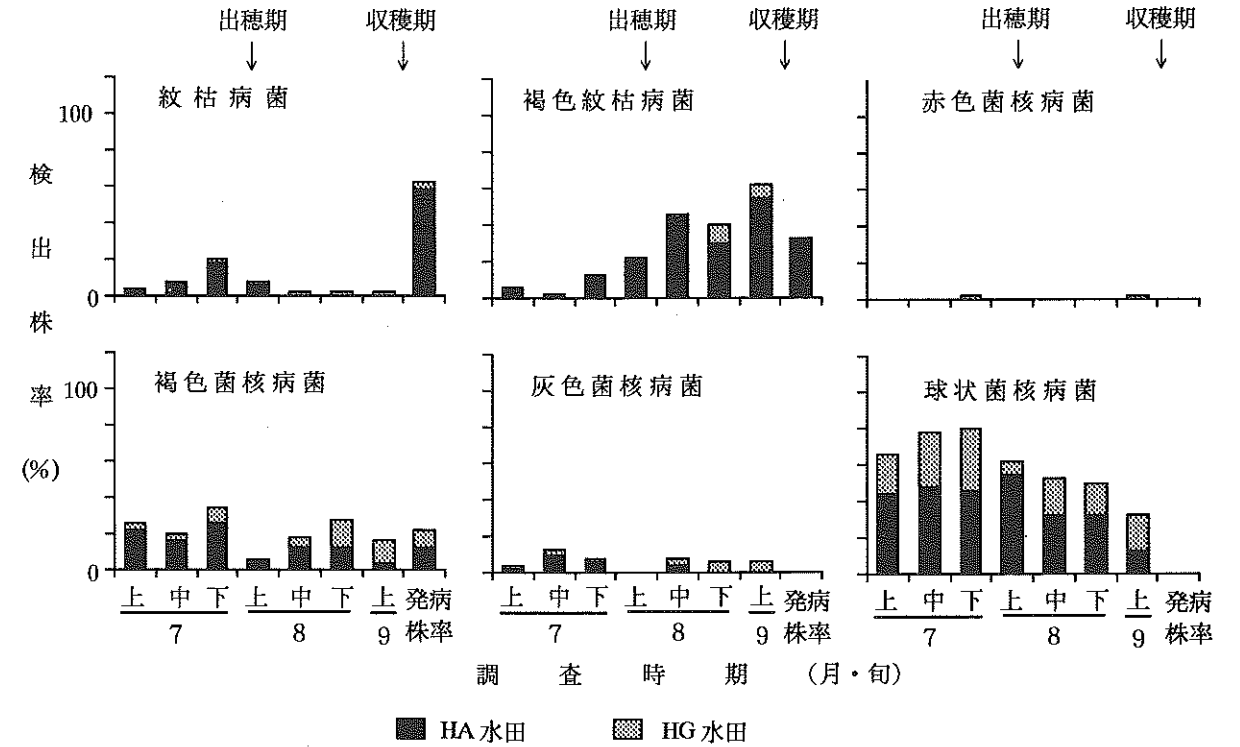 出穂期 収穫期 出穂期 収穫期 出穂期 収穫期
紋枯病菌 褐色紋枯病菌 赤色菌核病菌
100
0
検出株率(%)
褐色菌核病菌 灰色菌核病菌 球状菌核病菌
100
0
上 中 下 上 中 下 上 発病 上 中 下 上 中 下 上 発病 上 中 下 上 中 下 上 発病
7 8 9 株率 7 8 9 株率 7 8 9 株率
調査時期 (月・旬)
HA水田 HG水田